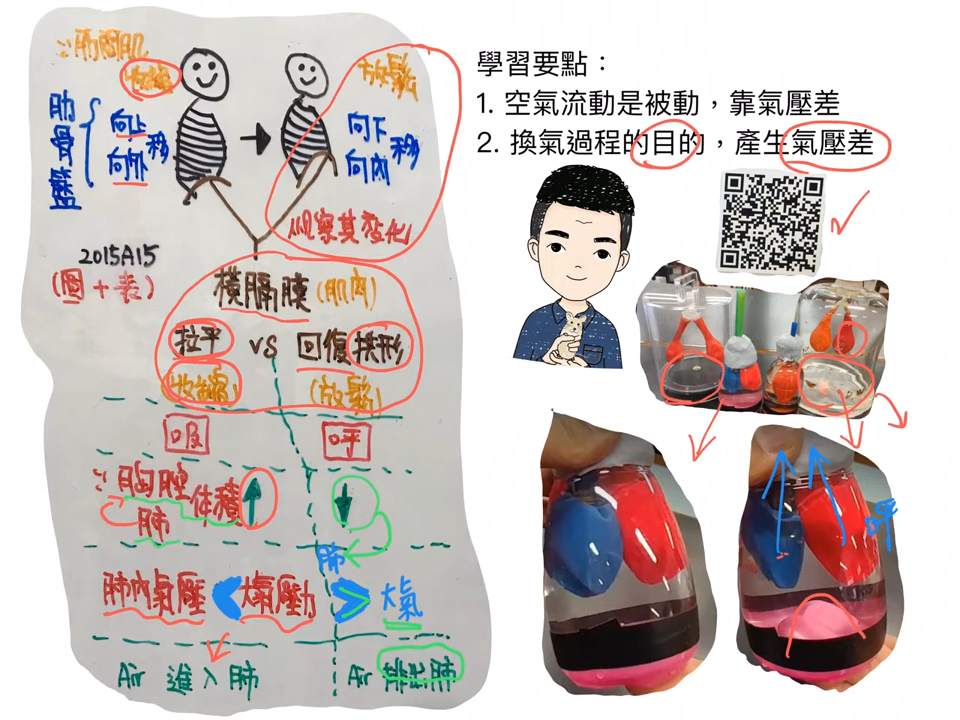 學習要點：
1. 空氣流動是被動，靠氣壓差
2. 換氣過程的目的，產生氣壓差
∵肋間肌
收縮
放鬆
肋骨籃
向上
向外
移
向下
向內
移
觀察其變化
2015A15
(圖+表)
橫膈膜(肌肉)
拉平 vs 回復拱形
(收縮) (放鬆)
吸 呼
∵胸腔体積 ↑ ↓
肺
肺
肺內氣壓 < 大氣壓力 > 大氣
Air 進入肺 Air 排出肺
呼